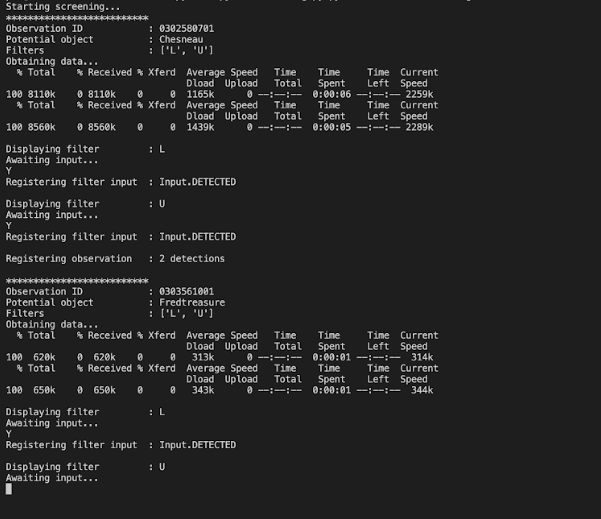 Starting screening...
**************************
Observation ID : 0302580701
Potential object : Chesneau
Filters : ['L', 'U']
Obtaining data...
% Total % Received % Xferd Average Speed Time Time Time Current
Dload Upload Total Spent Left Speed
100 8110k 0 8110k 0 0 1165k 0 --:--:-- 0:00:06 --:--:-- 2259k
% Total % Received % Xferd Average Speed Time Time Time Current
Dload Upload Total Spent Left Speed
100 8560k 0 8560k 0 0 1439k 0 --:--:-- 0:00:05 --:--:-- 2289k
Displaying filter : L
Awaiting input...
Y
Registering filter input : Input.DETECTED
Displaying filter : U
Awaiting input...
Y
Registering filter input : Input.DETECTED
Registering observation : 2 detections
**************************
Observation ID : 0303561001
Potential object : Fredtreasure
Filters : ['L', 'U']
Obtaining data...
% Total % Received % Xferd Average Speed Time Time Time Current
Dload Upload Total Spent Left Speed
100 620k 0 620k 0 0 313k 0 --:--:-- 0:00:01 --:--:-- 314k
% Total % Received % Xferd Average Speed Time Time Time Current
Dload Upload Total Spent Left Speed
100 650k 0 650k 0 0 343k 0 --:--:-- 0:00:01 --:--:-- 344k
Displaying filter : L
Awaiting input...
Y
Registering filter input : Input.DETECTED
Displaying filter : U
Awaiting input...